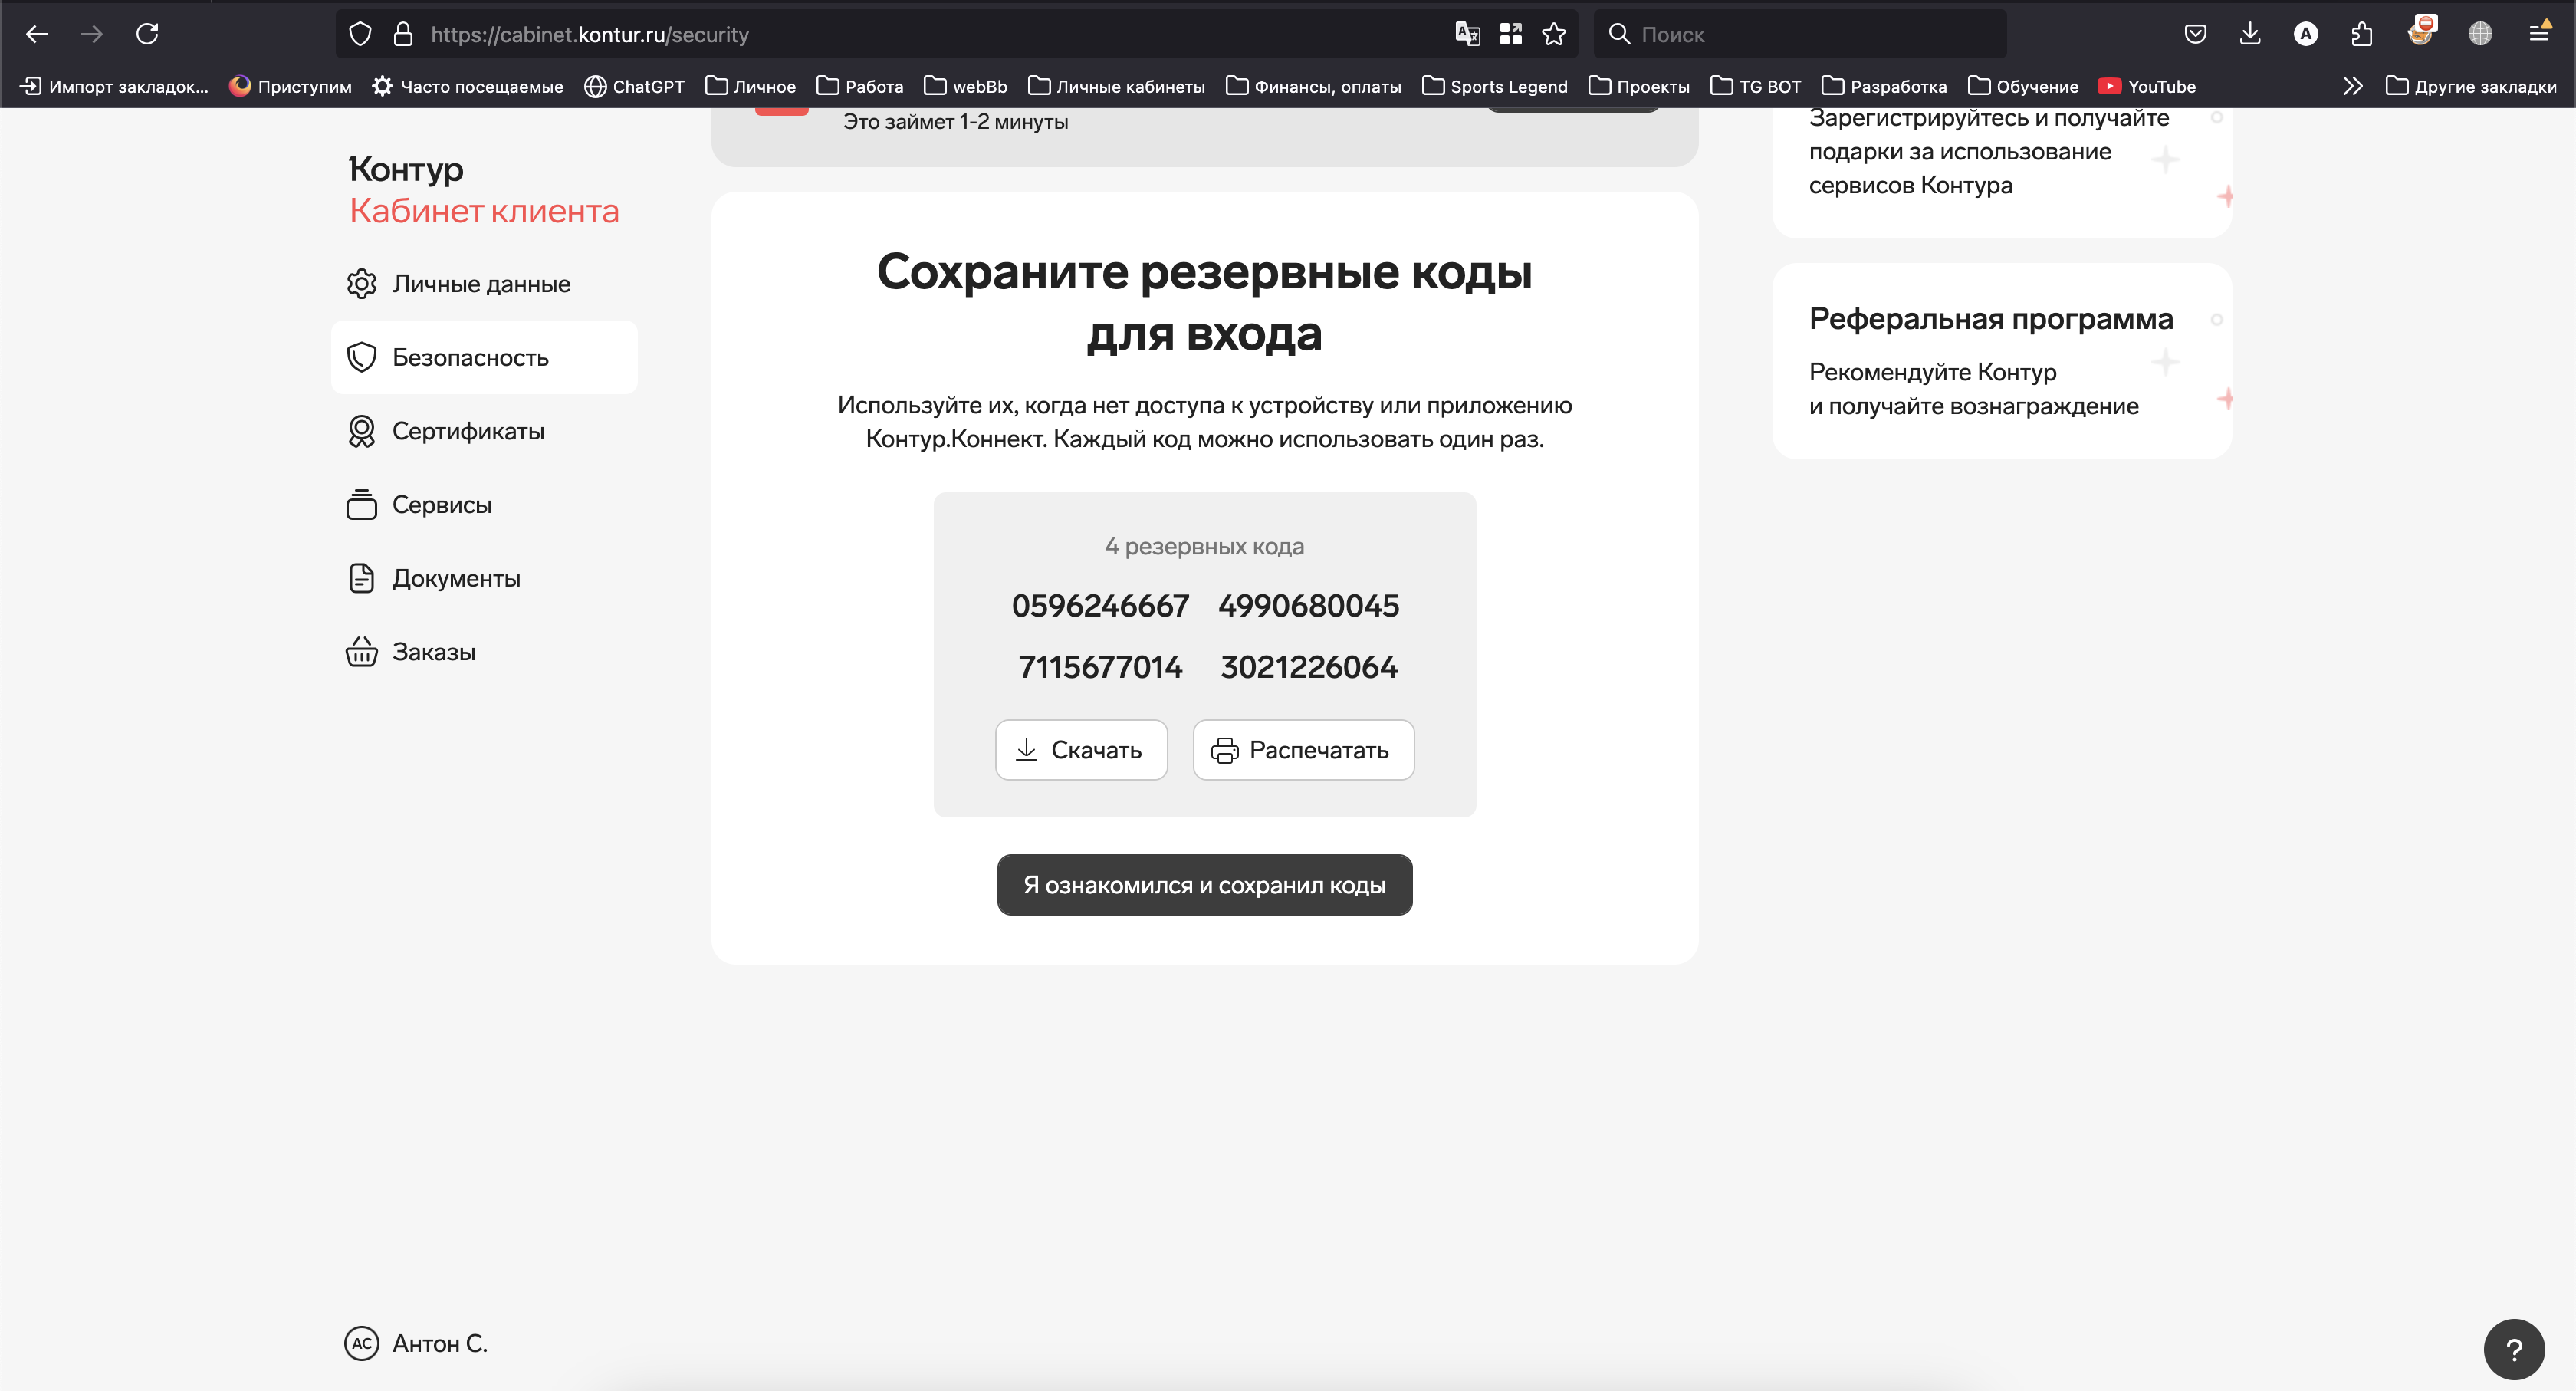 https://cabinet.kontur.ru/security
Поиск
Импорт закладок...
Приступим
Часто посещаемые
ChatGPT
Личное
Работа
webBb
Личные кабинеты
Финансы, оплаты
Sports Legend
Проекты
TG BOT
Разработка
Обучение
YouTube
Другие закладки
Контур
Кабинет клиента
Личные данные
Безопасность
Сертификаты
Сервисы
Документы
Заказы
АС Антон С.
Это займет 1-2 минуты
Сохраните резервные коды
для входа
Используйте их, когда нет доступа к устройству или приложению
Контур.Коннект. Каждый код можно использовать один раз.
4 резервных кода
0596246667 4990680045
7115677014 3021226064
Скачать
Распечатать
Я ознакомился и сохранил коды
Зарегистрируйтесь и получайте
подарки за использование
сервисов Контура
Реферальная программа
Рекомендуйте Контур
и получайте вознаграждение
?